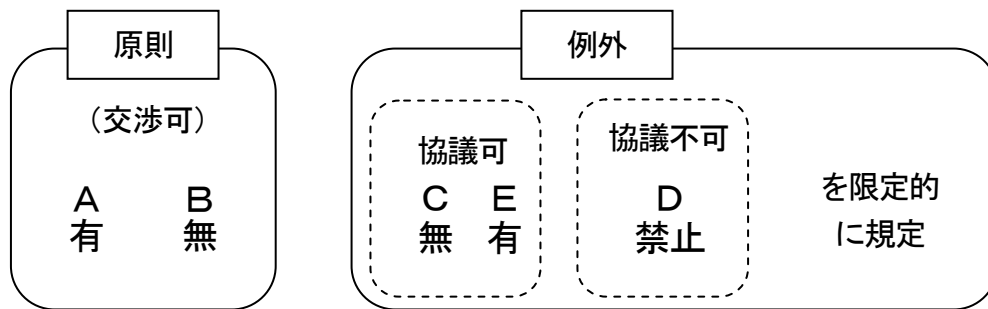 原則
（交渉可）
Ａ Ｂ
有 無
例外
協議可
Ｃ Ｅ
無 有
協議不可
Ｄ
禁止
を限定的
に規定